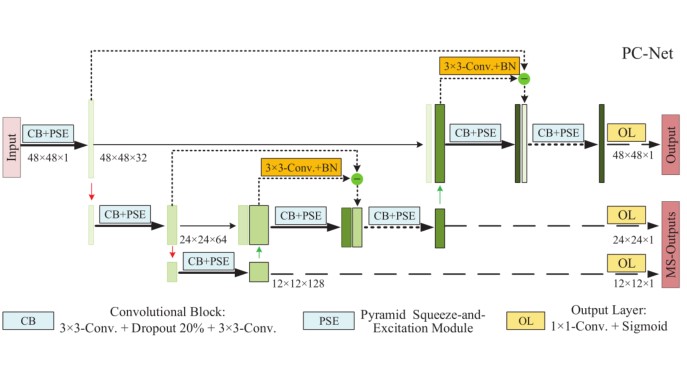 PC-Net
3×3-Conv.+BN
Input
CB+PSE
CB+PSE
CB+PSE
OL
Output
48×48×1
48×48×32
48×48×1
3×3-Conv.+BN
CB+PSE
CB+PSE
CB+PSE
OL
MS-Outputs
24×24×64
24×24×1
CB+PSE
OL
12×12×128
12×12×1
CB
Convolutional Block:
3×3-Conv. + Dropout 20% + 3×3-Conv.
PSE
Pyramid Squeeze-and-
Excitation Module
OL
Output Layer:
1×1-Conv. + Sigmoid